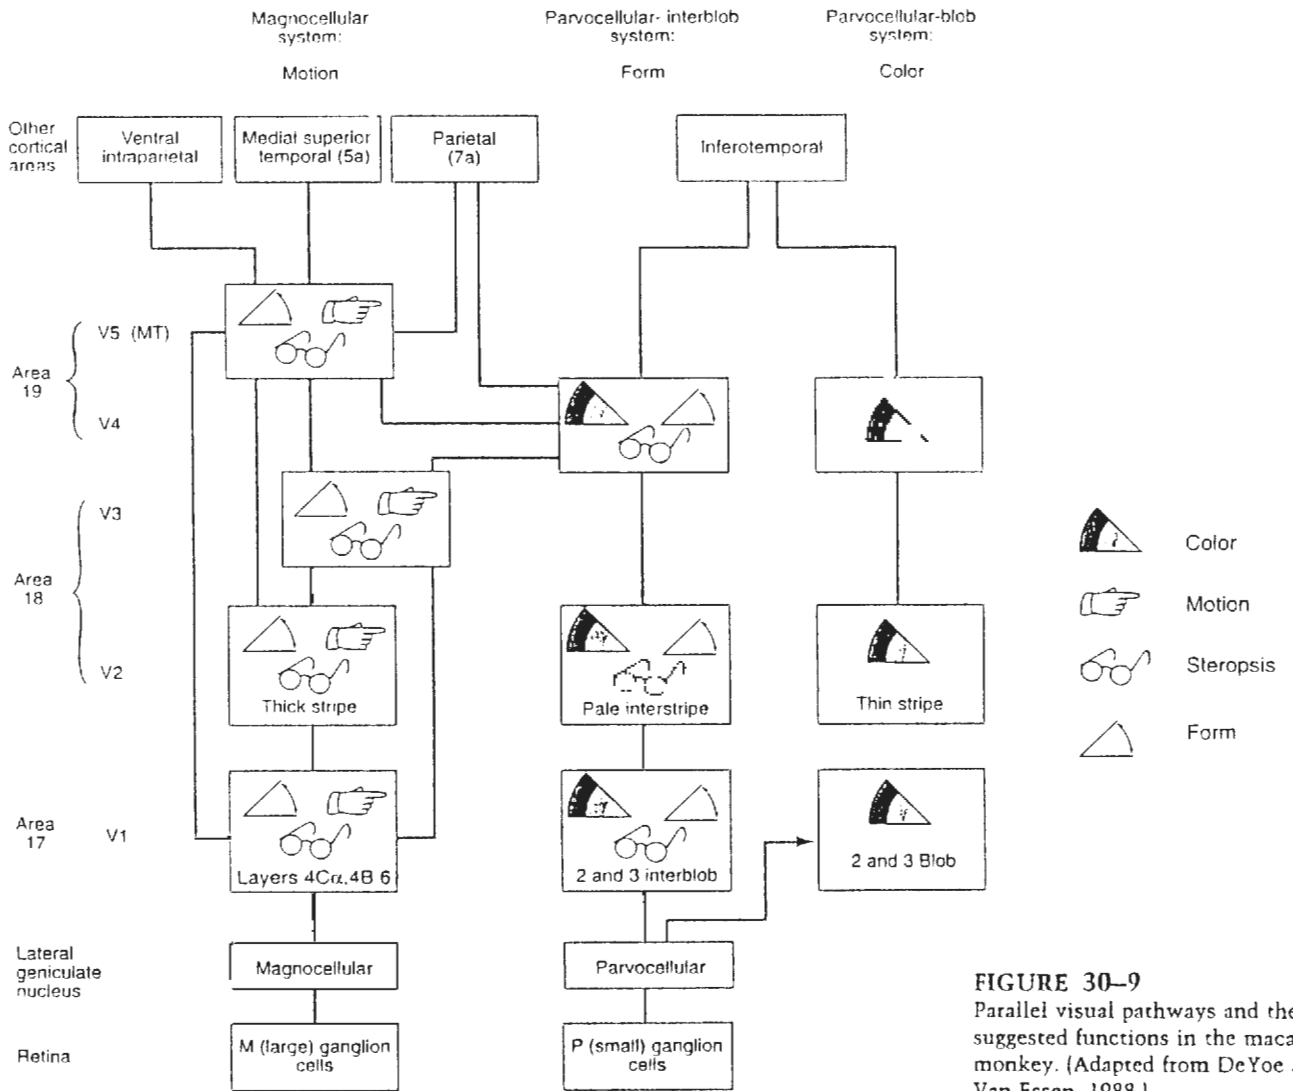 Magnocellular
system:
Motion
Parvocellular- interblob
system:
Form
Parvocellular-blob
system:
Color
Other
cortical
areas
Ventral
intraparietal
Medial superior
temporal (5a)
Parietal
(7a)
Inferotemporal
Area
19
V5 (MT)
V4
Area
18
V3
V2
Thick stripe
Pale interstripe
Thin stripe
Color
Motion
Steropsis
Form
Area
17
V1
Layers 4Cα,4B 6
2 and 3 interblob
2 and 3 Blob
Lateral
geniculate
nucleus
Magnocellular
Parvocellular
Retina
M (large) ganglion
cells
P (small) ganglion
cells
FIGURE 30–9
Parallel visual pathways and the
suggested functions in the maca
monkey. (Adapted from DeYoe
Van Essen, 1988.)